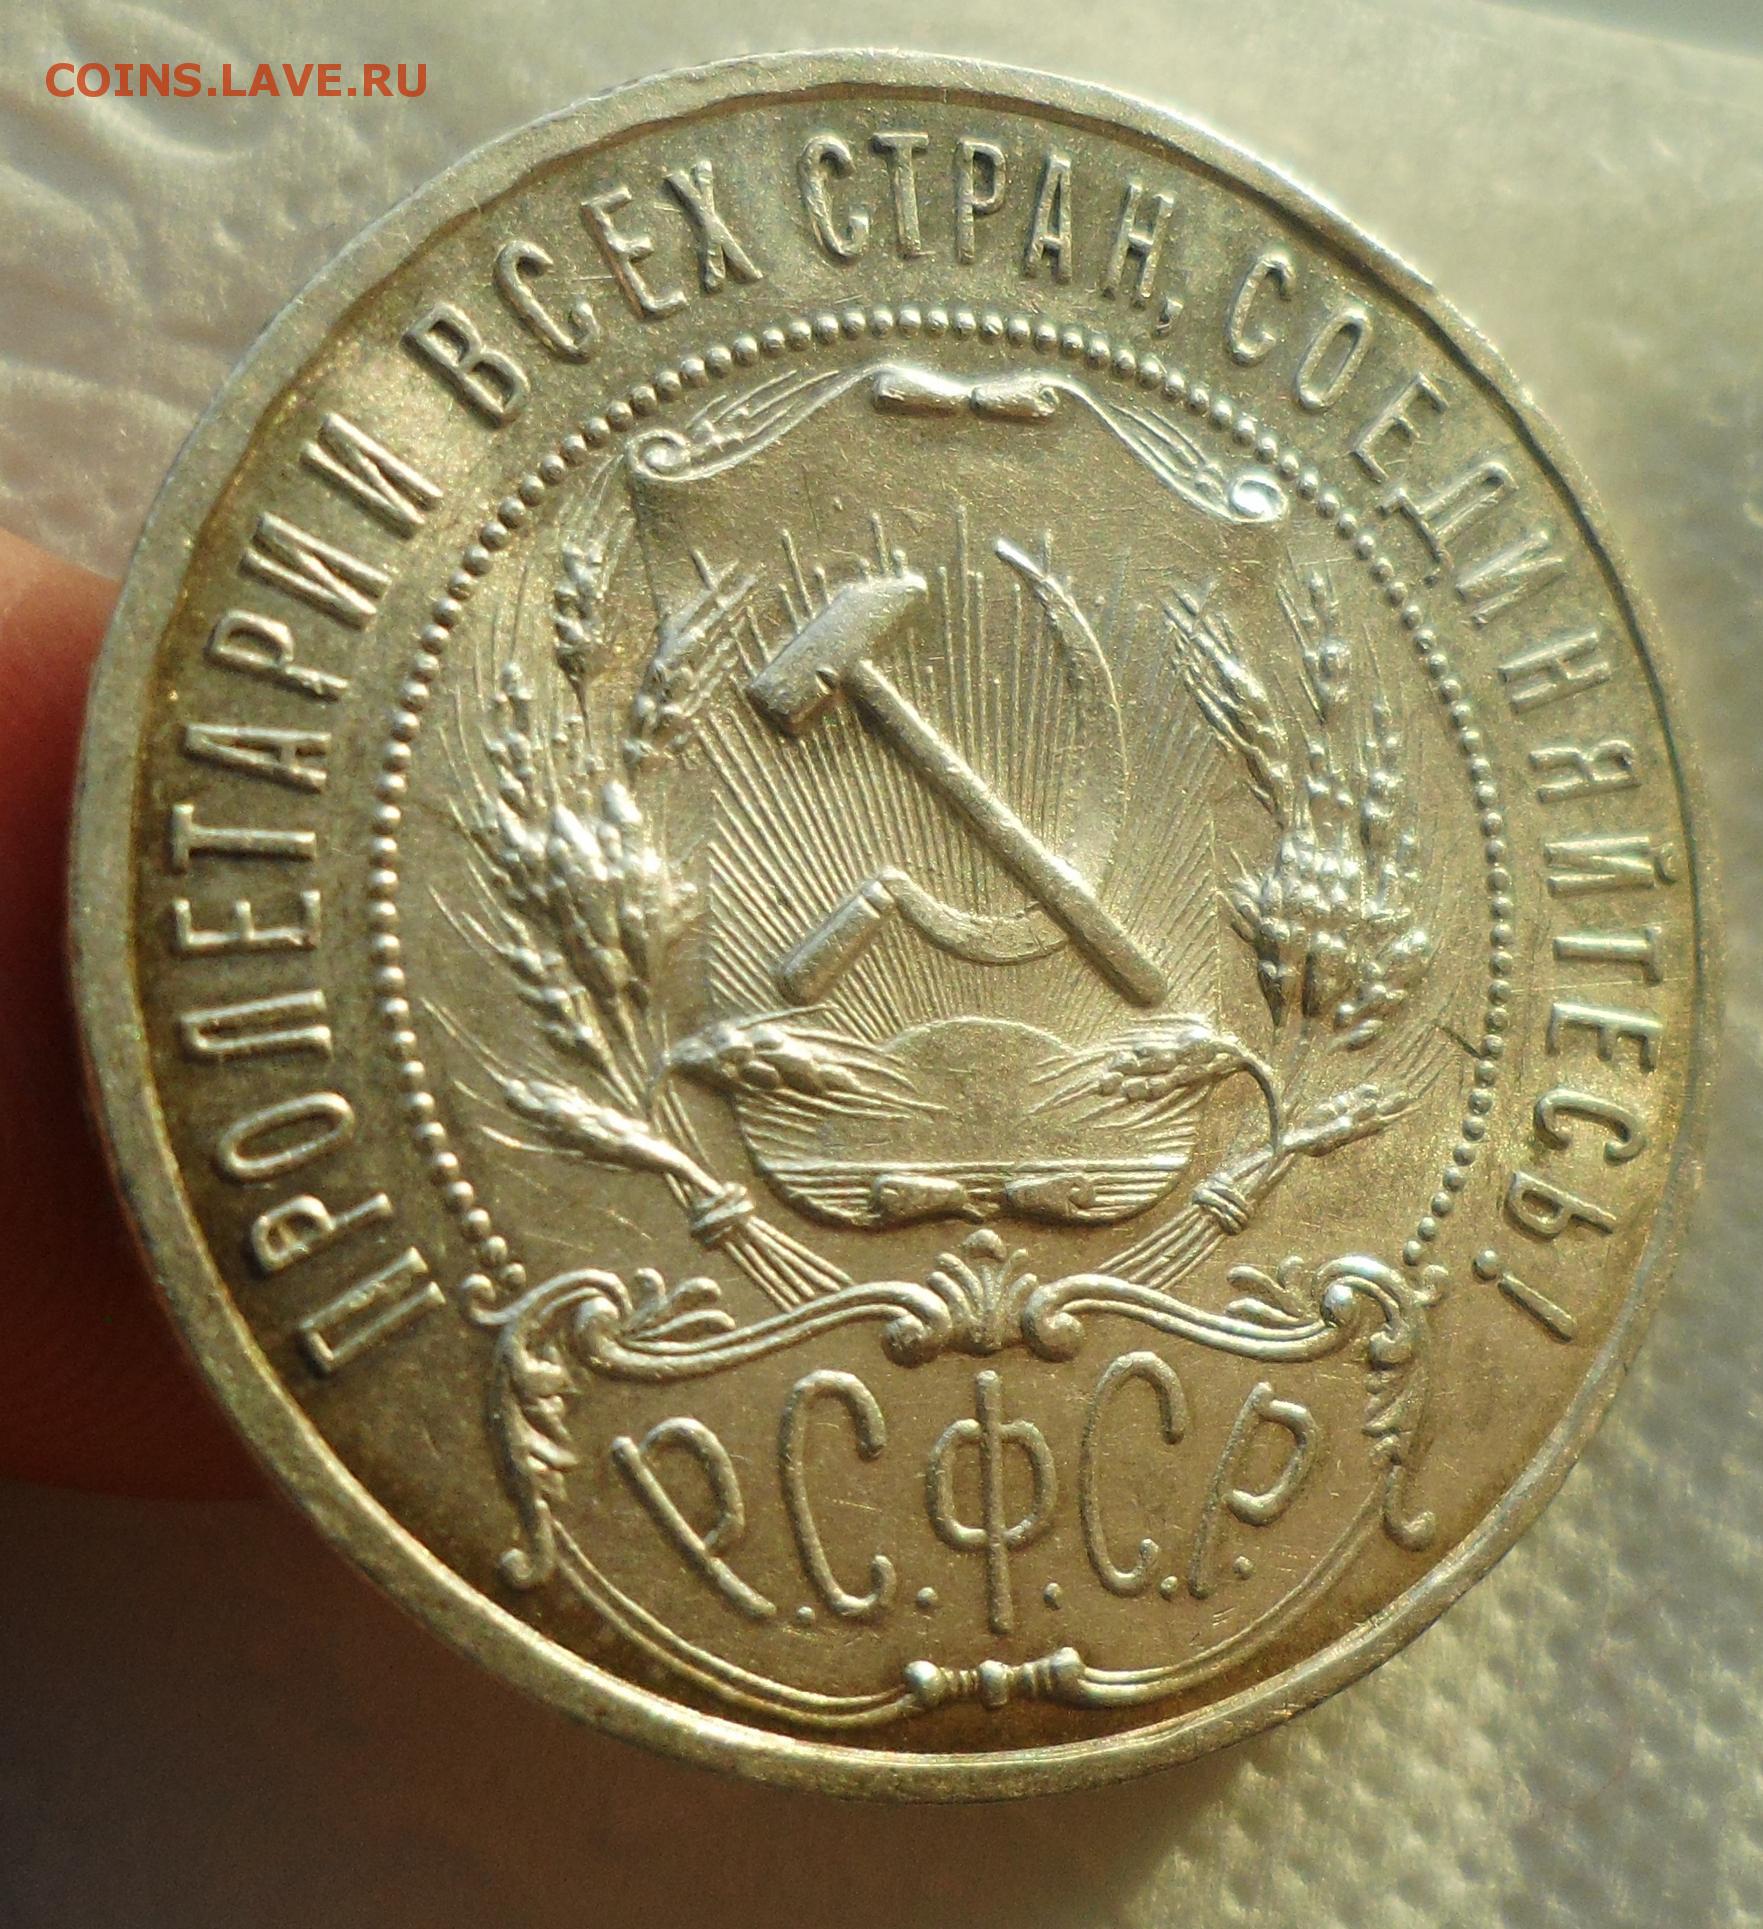 COINS.LAVE.RU
ПРОЛЕТАРИИ ВСЕХ СТРАН, СОЕДИНЯЙТЕСЬ!
Р.С.Ф.С.Р.